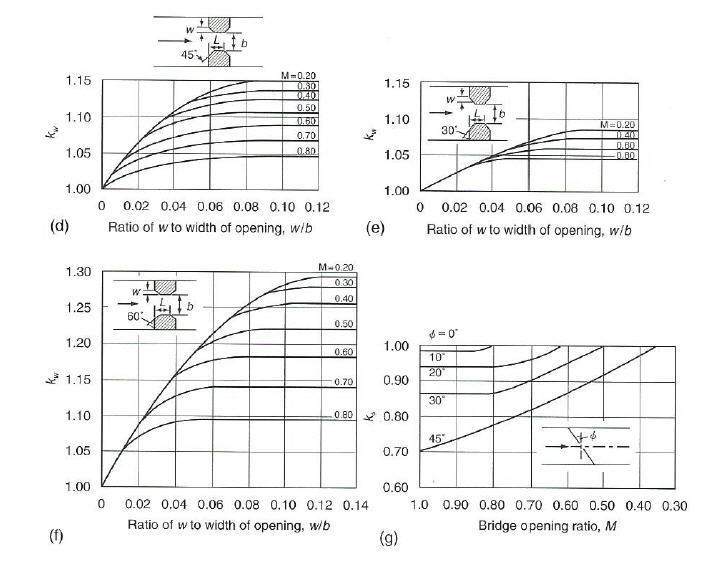 w
L
b
45°
(d)
k_w
1.15
1.10
1.05
1.00
M=0.20
0.30
0.40
0.50
0.60
0.70
0.80
0 0.02 0.04 0.06 0.08 0.10 0.12
Ratio of w to width of opening, w/b
(e)
k_w
1.15
1.10
1.05
1.00
w
L
b
30°
M=0.20
0.40
0.60
0.80
0 0.02 0.04 0.06 0.08 0.10 0.12
Ratio of w to width of opening, w/b
(f)
k_w
1.30
1.25
1.20
1.15
1.10
1.05
1.00
w
L
b
60°
M=0.20
0.30
0.40
0.50
0.60
0.70
0.80
0 0.02 0.04 0.06 0.08 0.10 0.12 0.14
Ratio of w to width of opening, w/b
(g)
k_s
1.00
0.90
0.80
0.70
0.60
ϕ = 0°
10°
20°
30°
45°
ϕ
1.0 0.90 0.80 0.70 0.60 0.50 0.40 0.30
Bridge opening ratio, M